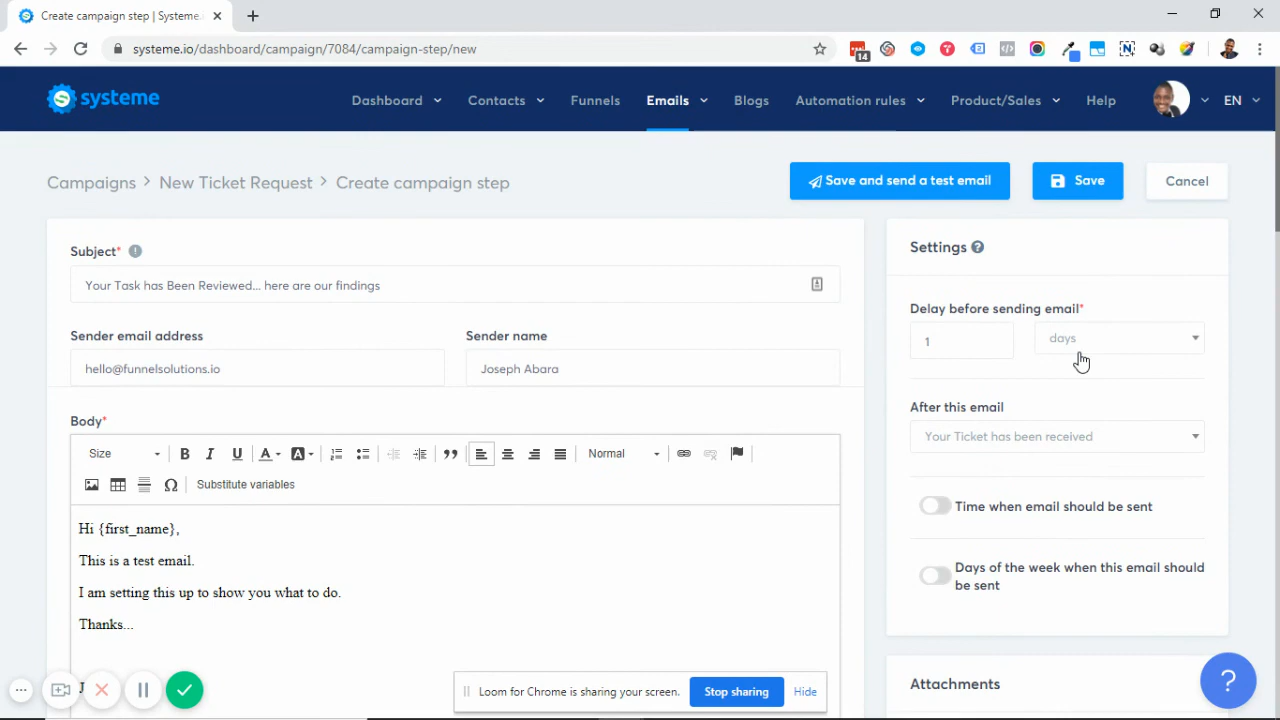 Create campaign step | Systeme.
systeme.io/dashboard/campaign/7084/campaign-step/new
14
systeme
Dashboard
Contacts
Funnels
Emails
Blogs
Automation rules
Product/Sales
Help
EN
Campaigns > New Ticket Request > Create campaign step
Save and send a test email
Save
Cancel
Subject*
Your Task has Been Reviewed... here are our findings
Sender email address
Sender name
hello@funnelsolutions.io
Joseph Abara
Body*
Size
B I U A A
Normal
Substitute variables
Hi {first_name},
This is a test email.
I am setting this up to show you what to do.
Thanks...
Settings
Delay before sending email*
1
days
After this email
Your Ticket has been received
Time when email should be sent
Days of the week when this email should
be sent
Attachments
Loom for Chrome is sharing your screen.
Stop sharing
Hide